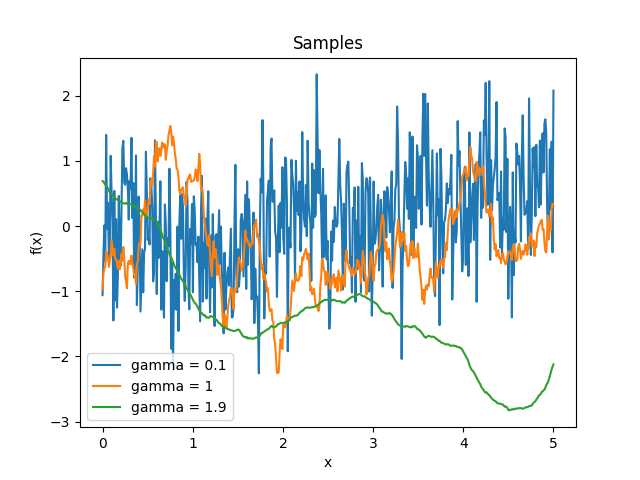 Samples
f(x)
2
1
0
−1
−2
−3
gamma = 0.1
gamma = 1
gamma = 1.9
0 1 2 3 4 5
x